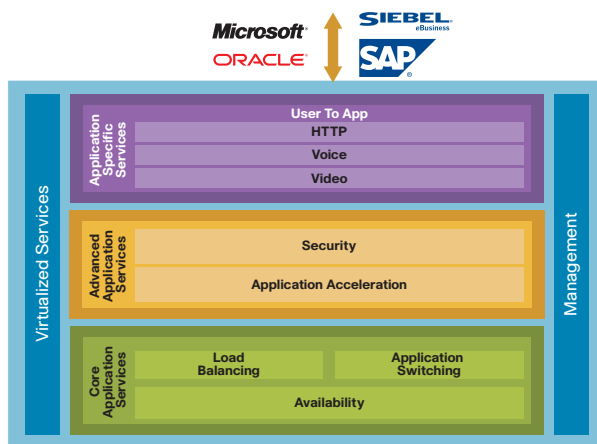 Microsoft
SIEBEL
eBusiness
ORACLE
SAP
Virtualized Services
Application
Specific
Services
User To App
HTTP
Voice
Video
Advanced
Application
Services
Security
Application Acceleration
Core
Application
Services
Load
Balancing
Application
Switching
Availability
Management